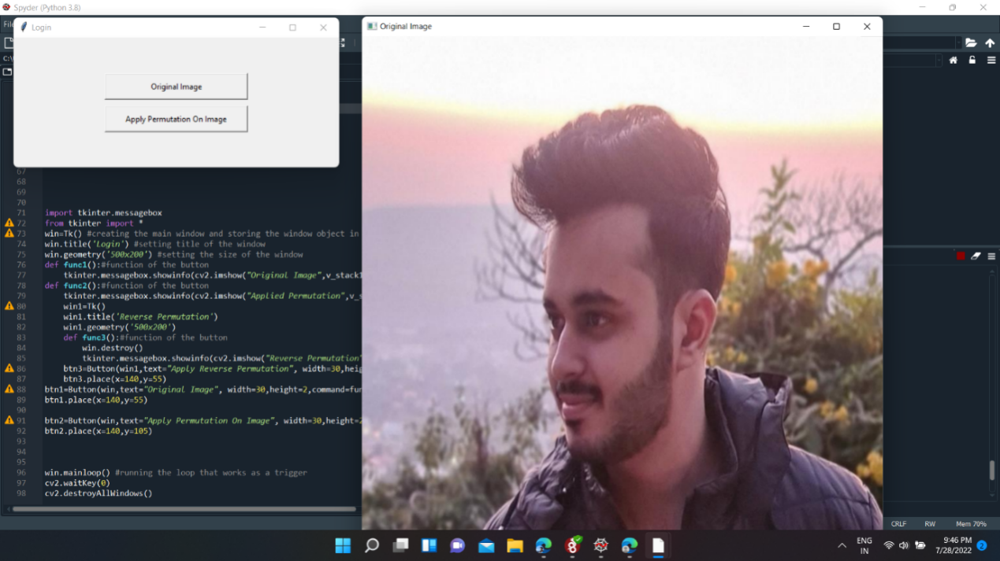 Spyder (Python 3.8)
Login
Original Image
Original Image
Apply Permutation On Image
67
68
69
70
71 import tkinter.messagebox
72 from tkinter import *
73 win=Tk() #creating the main window and storing the window object in
74 win.title('Login') #setting title of the window
75 win.geometry('500x200') #setting the size of the window
76 def func1():#function of the button
77 tkinter.messagebox.showinfo(cv2.imshow("Original Image",v_stack1
78 def func2():#function of the button
79 tkinter.messagebox.showinfo(cv2.imshow("Applied Permutation",v_s
80 win1=Tk()
81 win1.title('Reverse Permutation')
82 win1.geometry('500x200')
83 def func3():#function of the button
84 win.destroy()
85 tkinter.messagebox.showinfo(cv2.imshow("Reverse Permutation"
86 btn3=Button(win1,text="Apply Reverse Permutation", width=30,heig
87 btn3.place(x=140,y=55)
88 btn1=Button(win,text="Original Image", width=30,height=2,command=fun
89 btn1.place(x=140,y=55)
90
91 btn2=Button(win,text="Apply Permutation On Image", width=30,height=2
92 btn2.place(x=140,y=105)
93
94
95
96 win.mainloop() #running the loop that works as a trigger
97 cv2.waitKey(0)
98 cv2.destroyAllWindows()
CRLF RW Mem 70%
ENG
IN
9:46 PM
7/28/2022
2